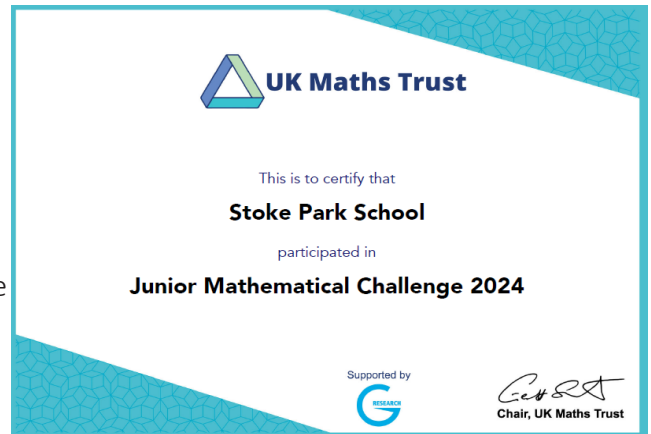 UK Maths Trust
This is to certify that
Stoke Park School
participated in
e
Junior Mathematical Challenge 2024
Supported by
RESEARCH
Chair, UK Maths Trust